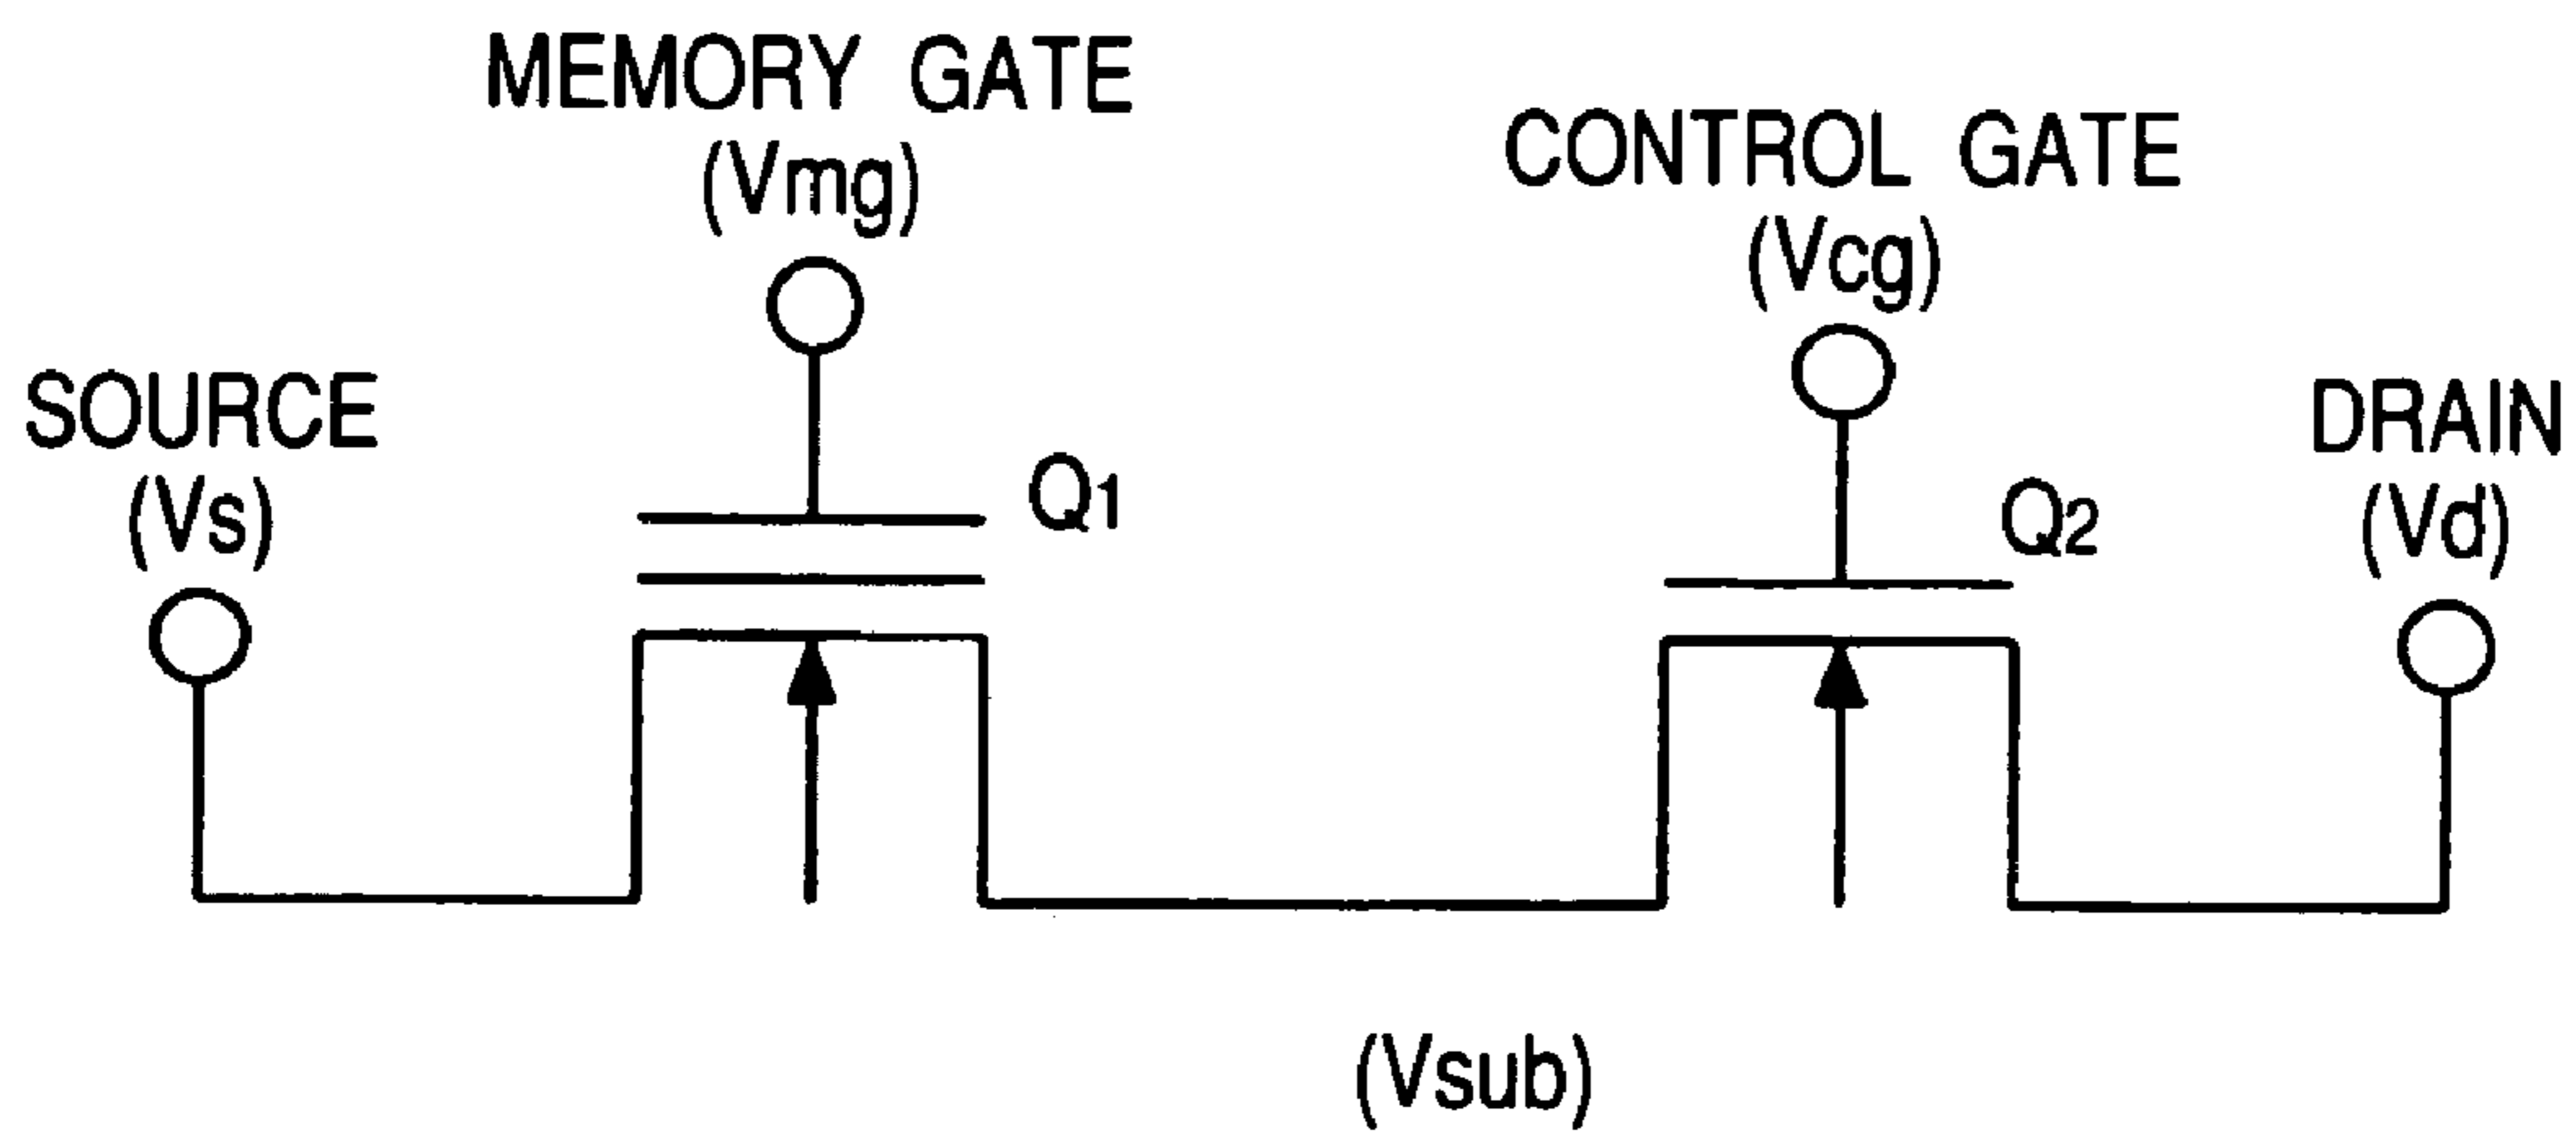 MEMORY GATE
(Vmg)
CONTROL GATE
(Vcg)
SOURCE
(Vs)
Q1
Q2
DRAIN
(Vd)
(Vsub)